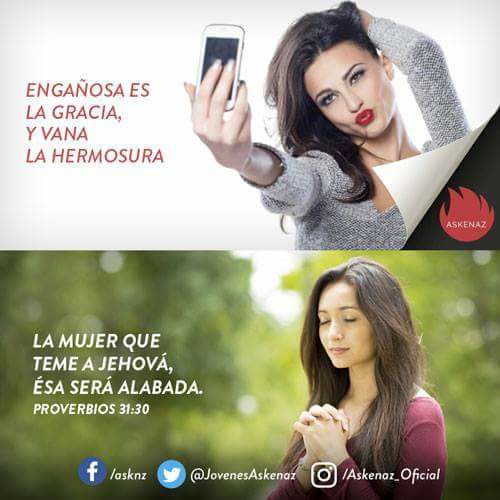 ENGAÑOSA ES
LA GRACIA,
Y VANA
LA HERMOSURA
ASKENAZ
LA MUJER QUE
TEME A JEHOVÁ,
ÉSA SERÁ ALABADA.
PROVERBIOS 31:30
/asknz @JovenesAskenaz /Askenaz_Oficial